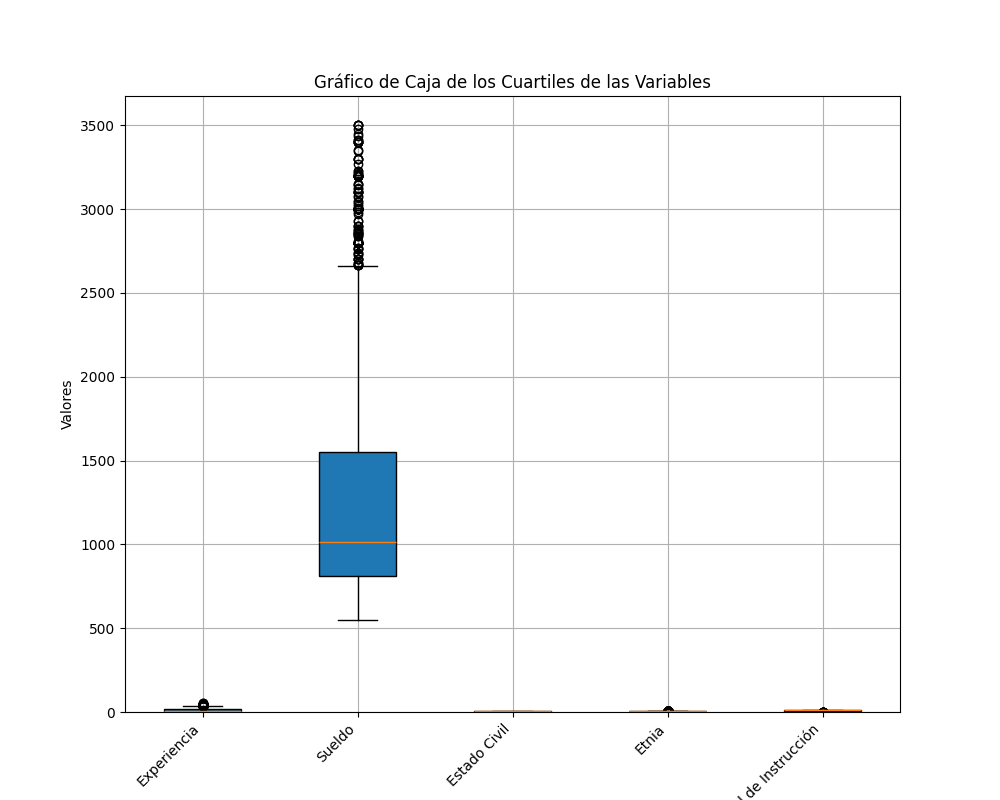 Gráfico de Caja de los Cuartiles de las Variables
3500
3000
2500
2000
1500
1000
500
0
Valores
Experiencia
Sueldo
Estado Civil
Etnia
de Instrucción